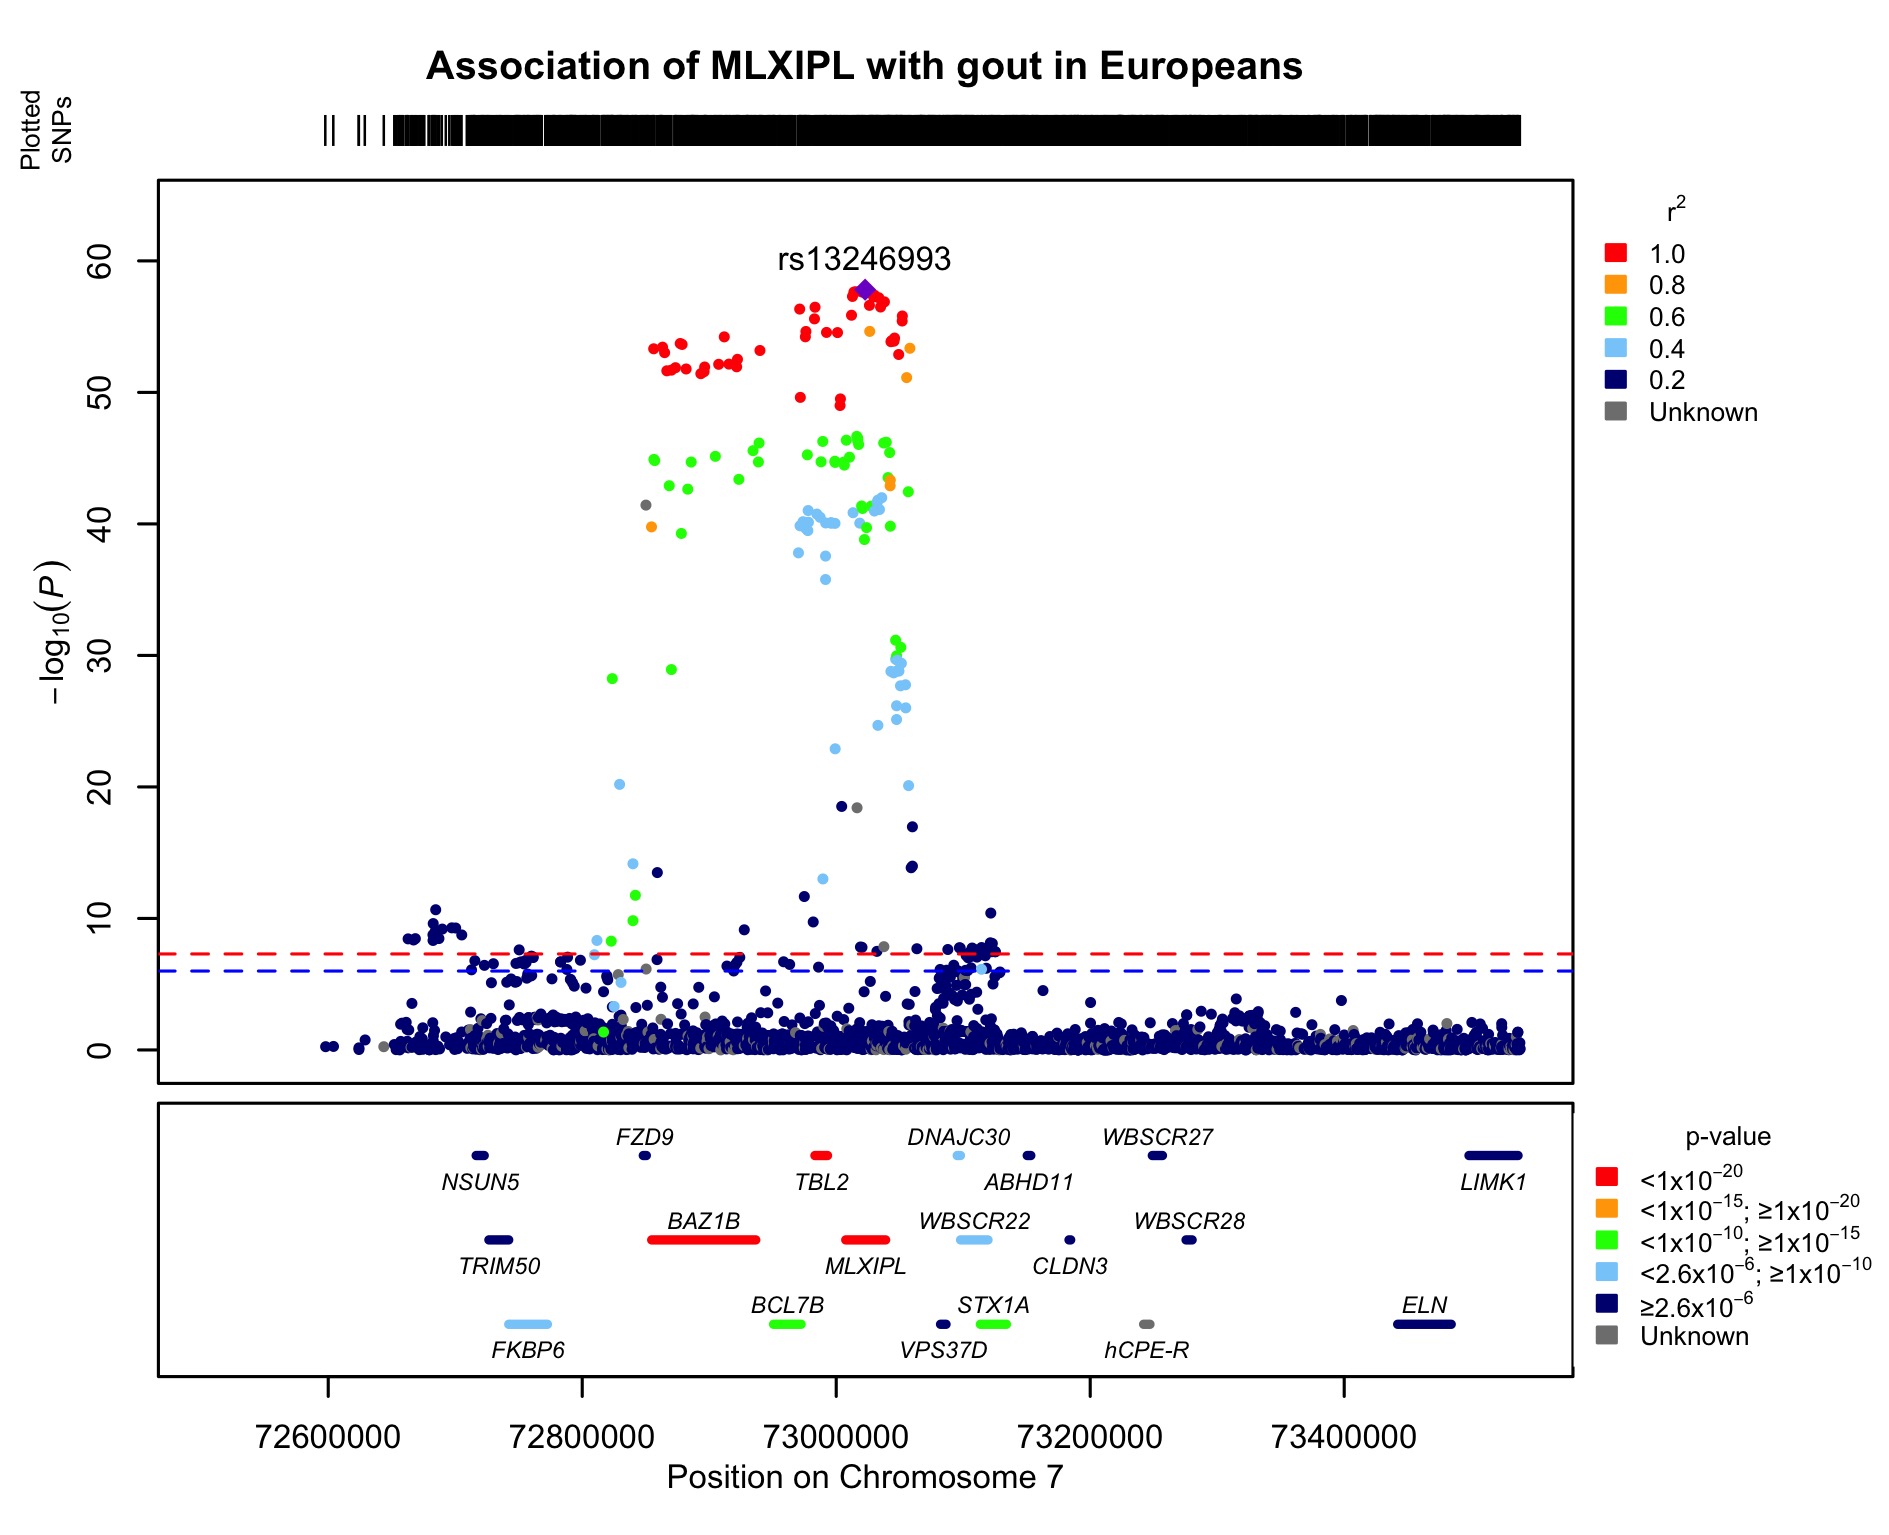 Association of MLXIPL with gout in Europeans
Plotted
SNPs
rs13246993
r²
1.0
0.8
0.6
0.4
0.2
Unknown
60
50
40
30
20
10
0
−log₁₀(P)
FZD9
DNAJC30
WBSCR27
NSUN5
TBL2
ABHD11
LIMK1
BAZ1B
WBSCR22
WBSCR28
TRIM50
MLXIPL
CLDN3
BCL7B
STX1A
ELN
FKBP6
VPS37D
hCPE-R
p-value
<1x10⁻²⁰
<1x10⁻¹⁵; ≥1x10⁻²⁰
<1x10⁻¹⁰; ≥1x10⁻¹⁵
<2.6x10⁻⁶; ≥1x10⁻¹⁰
≥2.6x10⁻⁶
Unknown
72600000 72800000 73000000 73200000 73400000
Position on Chromosome 7